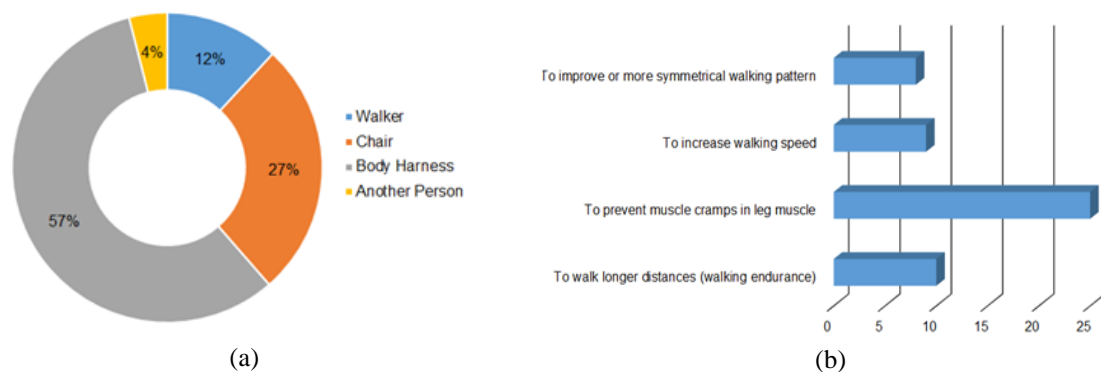 4%
12%
27%
57%
Walker
Chair
Body Harness
Another Person
(a)
To improve or more symmetrical walking pattern
To increase walking speed
To prevent muscle cramps in leg muscle
To walk longer distances (walking endurance)
0 5 10 15 20 25
(b)